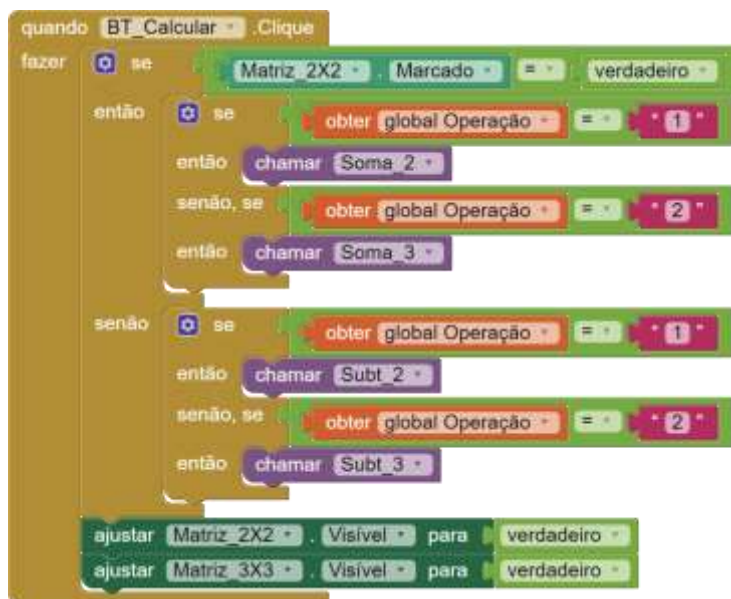 quando BT_Calcular .Clique
fazer se Matriz_2X2 . Marcado = verdadeiro
então se obter global Operação = " 1 "
então chamar Soma_2
senão, se obter global Operação = " 2 "
então chamar Soma_3
senão se obter global Operação = " 1 "
então chamar Subt_2
senão, se obter global Operação = " 2 "
então chamar Subt_3
ajustar Matriz_2X2 . Visível para verdadeiro
ajustar Matriz_3X3 . Visível para verdadeiro